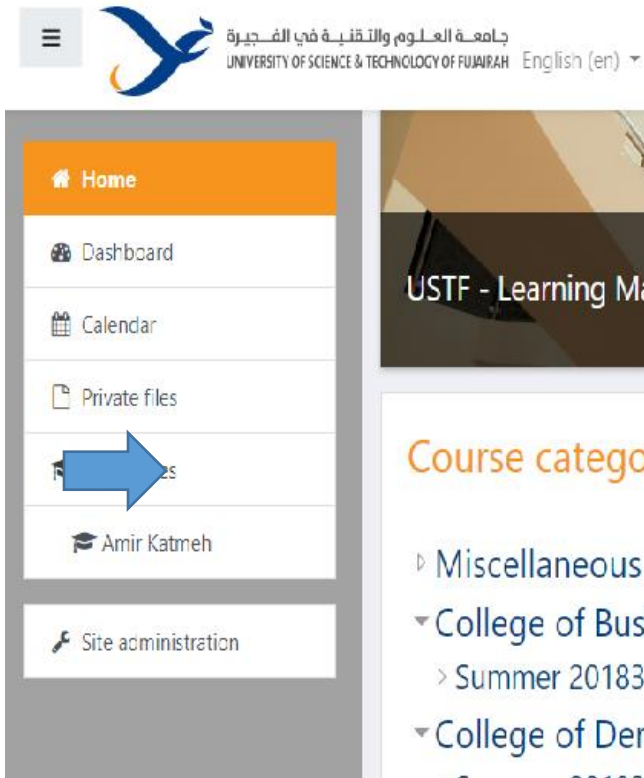 جامعة العلوم والتقنية في الفجيرة
UNIVERSITY OF SCIENCE & TECHNOLOGY OF FUJAIRAH
English (en)
Home
Dashboard
USTF - Learning Ma
Calendar
Private files
Course catego
Amir Katmeh
Miscellaneous
College of Bus
Site administration
Summer 20183
College of Den